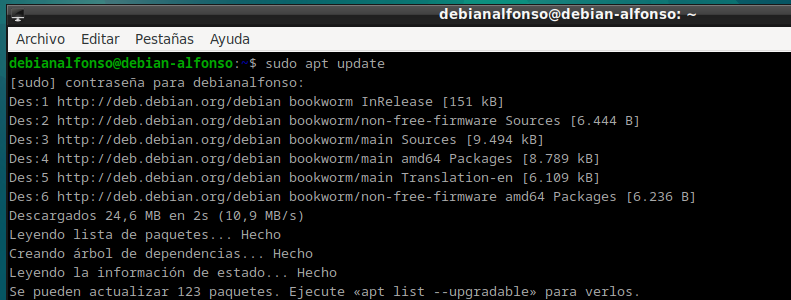 debianalfonso@debian-alfonso: ~
Archivo Editar Pestañas Ayuda
debianalfonso@debian-alfonso:~$ sudo apt update
[sudo] contraseña para debianalfonso:
Des:1 http://deb.debian.org/debian bookworm InRelease [151 kB]
Des:2 http://deb.debian.org/debian bookworm/non-free-firmware Sources [6.444 B]
Des:3 http://deb.debian.org/debian bookworm/main Sources [9.494 kB]
Des:4 http://deb.debian.org/debian bookworm/main amd64 Packages [8.789 kB]
Des:5 http://deb.debian.org/debian bookworm/main Translation-en [6.109 kB]
Des:6 http://deb.debian.org/debian bookworm/non-free-firmware amd64 Packages [6.236 B]
Descargados 24,6 MB en 2s (10,9 MB/s)
Leyendo lista de paquetes... Hecho
Creando árbol de dependencias... Hecho
Leyendo la información de estado... Hecho
Se pueden actualizar 123 paquetes. Ejecute «apt list --upgradable» para verlos.